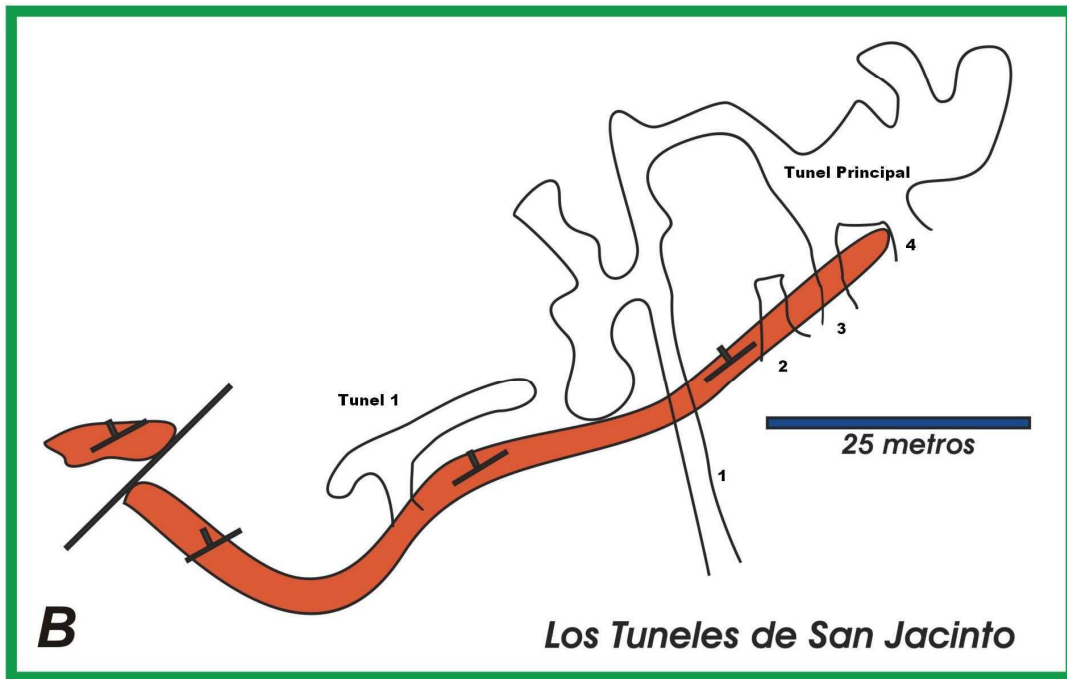 Tunel Principal
4
3
2
Tunel 1
25 metros
1
B
Los Tuneles de San Jacinto